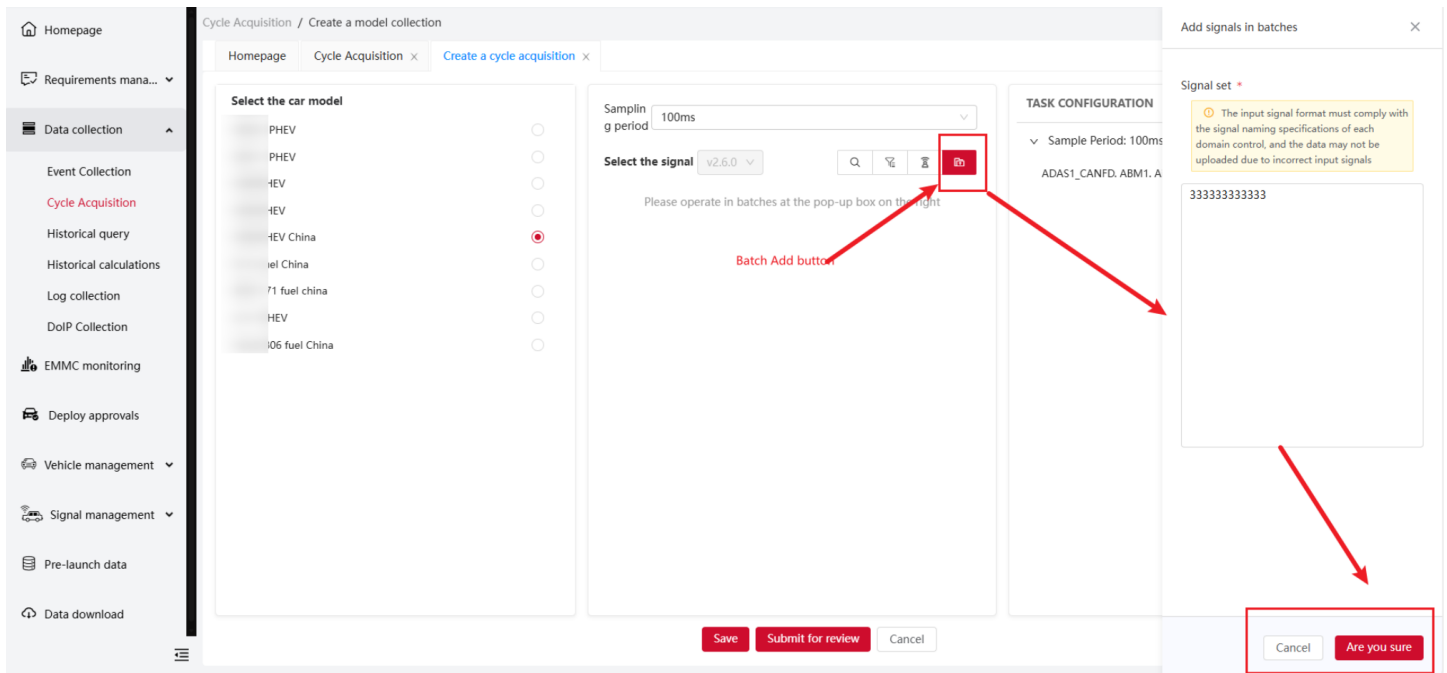 Homepage
Requirements mana...
Data collection
Event Collection
Cycle Acquisition
Historical query
Historical calculations
Log collection
DoIP Collection
EMMC monitoring
Deploy approvals
Vehicle management
Signal management
Pre-launch data
Data download
Cycle Acquisition / Create a model collection
Homepage
Cycle Acquisition ×
Create a cycle acquisition ×
Select the car model
PHEV
PHEV
HEV
HEV
HEV China
el China
71 fuel china
HEV
306 fuel China
Samplin
g period
100ms
Select the signal v2.6.0
Please operate in batches at the pop-up box on the right
Batch Add button
TASK CONFIGURATION
Sample Period: 100ms
ADAS1_CANFD. ABM1. A
Save
Submit for review
Cancel
Add signals in batches ×
Signal set *
The input signal format must comply with
the signal naming specifications of each
domain control, and the data may not be
uploaded due to incorrect input signals
333333333333
Cancel
Are you sure